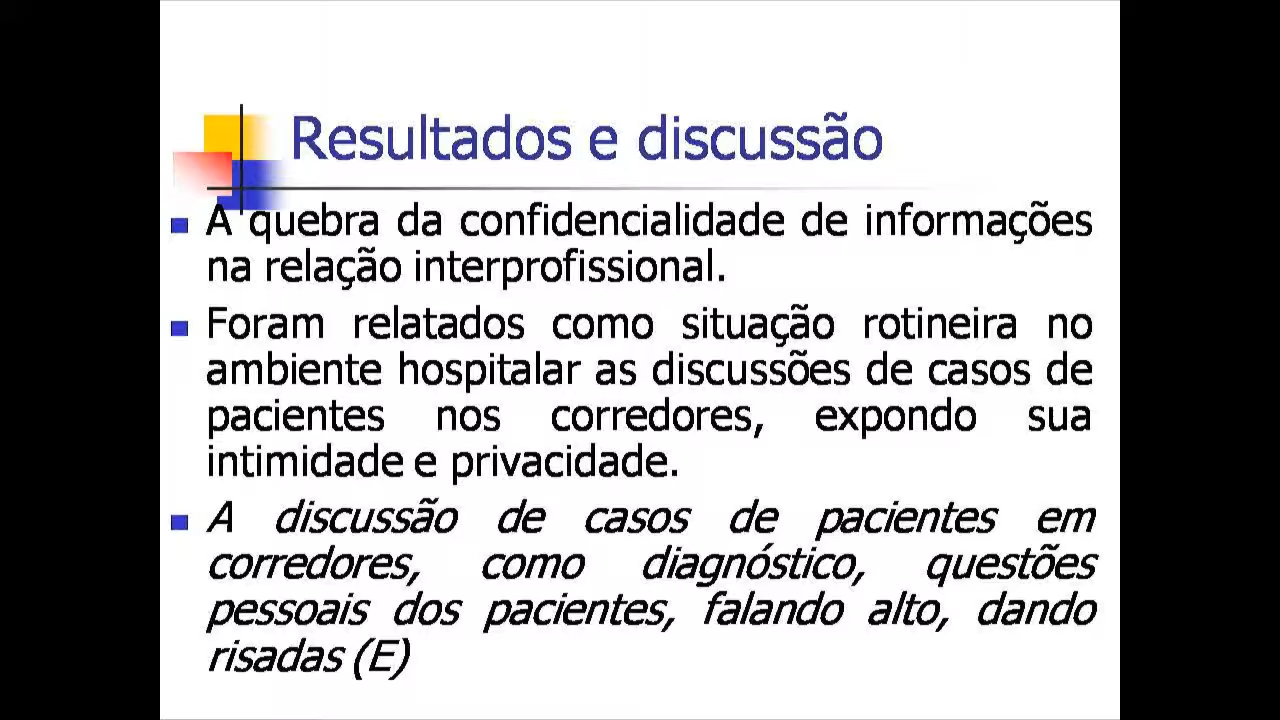 Resultados e discussão
A quebra da confidencialidade de informações
na relação interprofissional.
Foram relatados como situação rotineira no
ambiente hospitalar as discussões de casos de
pacientes nos corredores, expondo sua
intimidade e privacidade.
A discussão de casos de pacientes em
corredores, como diagnóstico, questões
pessoais dos pacientes, falando alto, dando
risadas (E)